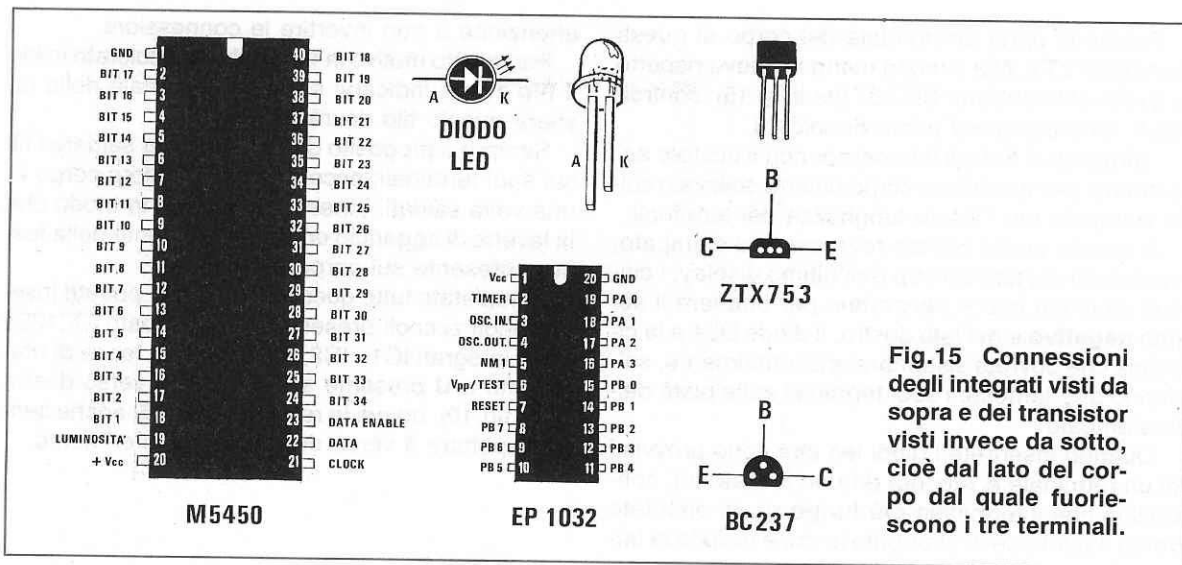 GND 1
BIT 17 2
BIT 16 3
BIT 15 4
BIT 14 5
BIT 13 6
BIT 12 7
BIT 11 8
BIT 10 9
BIT 9 10
BIT 8 11
BIT 7 12
BIT 6 13
BIT 5 14
BIT 4 15
BIT 3 16
BIT 2 17
BIT 1 18
LUMINOSITA' 19
+ Vcc 20
40 BIT 18
39 BIT 19
38 BIT 20
37 BIT 21
36 BIT 22
35 BIT 23
34 BIT 24
33 BIT 25
32 BIT 26
31 BIT 27
30 BIT 28
29 BIT 29
28 BIT 30
27 BIT 31
26 BIT 32
25 BIT 33
24 BIT 34
23 DATA ENABLE
22 DATA
21 CLOCK
M5450
A K
DIODO
LED
A K
Vcc 1
TIMER 2
OSC.IN. 3
OSC.OUT. 4
NM 1 5
Vpp/TEST 6
RESET 7
PB 7 8
PB 6 9
PB 5 10
20 GND
19 PA 0
18 PA 1
17 PA 2
16 PA 3
15 PB 0
14 PB 1
13 PB 2
12 PB 3
11 PB 4
EP 1032
B
C E
ZTX753
B
E C
BC237
Fig.15 Connessioni
degli integrati visti da
sopra e dei transistor
visti invece da sotto,
cioè dal lato del cor-
po dal quale fuorie-
scono i tre terminali.